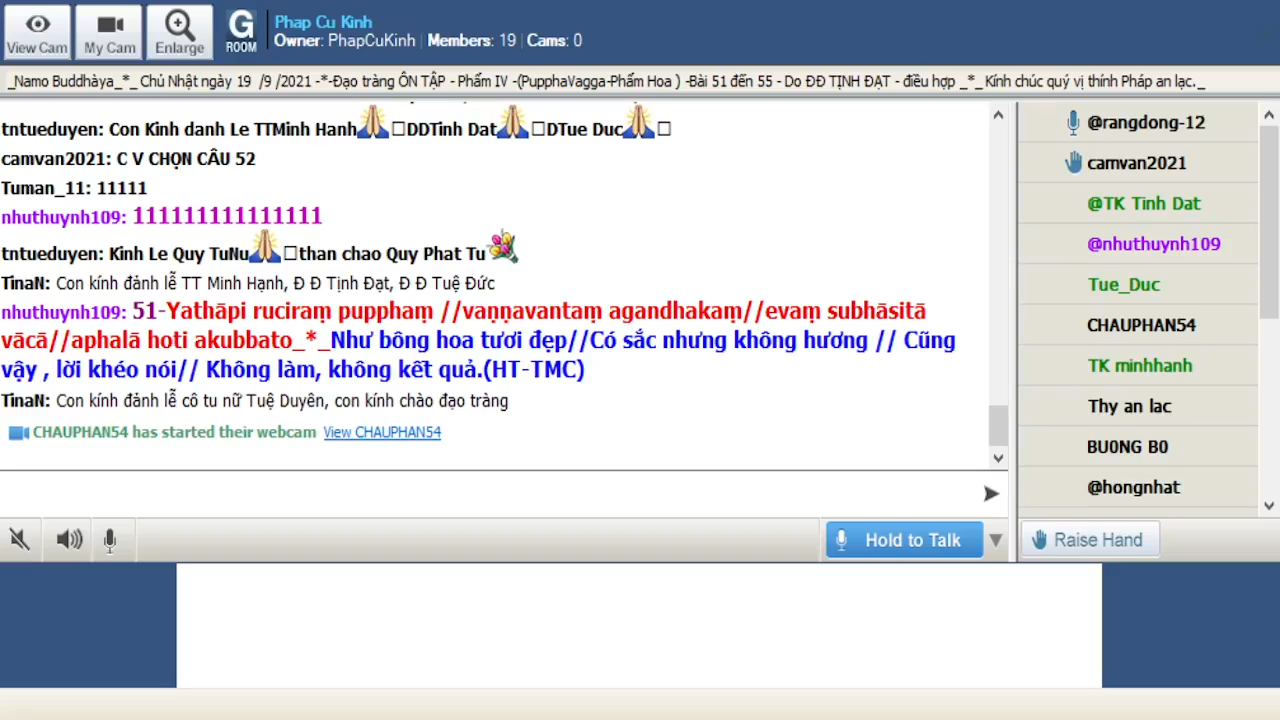 Phap Cu Kinh
Owner: PhapCuKinh | Members: 19 | Cams: 0
View Cam
My Cam
Enlarge
G
ROOM
_Namo Buddhàya_*_ Chủ Nhật ngày 19 /9 /2021 -*-Đạo tràng ÔN TẬP - Phẩm IV -(PupphaVagga-Phẩm Hoa ) -Bài 51 đến 55 - Do ĐĐ TỊNH ĐẠT - điều hợp _*_ Kính chúc quý vị thính Pháp an lạc._
tntueduyen: Con Kinh danh Le TTMinh Hanh🙏DDTinh Dat🙏DTue Duc🙏
camvan2021: C V CHỌN CÂU 52
Tuman_11: 11111
nhuthuynh109: 111111111111111
tntueduyen: Kinh Le Quy TuNu🙏than chao Quy Phat Tu💐
TinaN: Con kính đảnh lễ TT Minh Hạnh, Đ Đ Tịnh Đạt, Đ Đ Tuệ Đức
nhuthuynh109: 51-Yathāpi ruciraṃ pupphaṃ //vaṇṇavantaṃ agandhakaṃ//evaṃ subhāsitā
vācā//aphalā hoti akubbato_*_Như bông hoa tươi đẹp//Có sắc nhưng không hương // Cũng
vậy , lời khéo nói// Không làm, không kết quả.(HT-TMC)
TinaN: Con kính đảnh lễ cô tu nữ Tuệ Duyên, con kính chào đạo tràng
CHAUPHAN54 has started their webcam View CHAUPHAN54
@rangdong-12
camvan2021
@TK Tinh Dat
@nhuthuynh109
Tue_Duc
CHAUPHAN54
TK minhhanh
Thy an lac
BU0NG B0
@hongnhat
Hold to Talk
Raise Hand